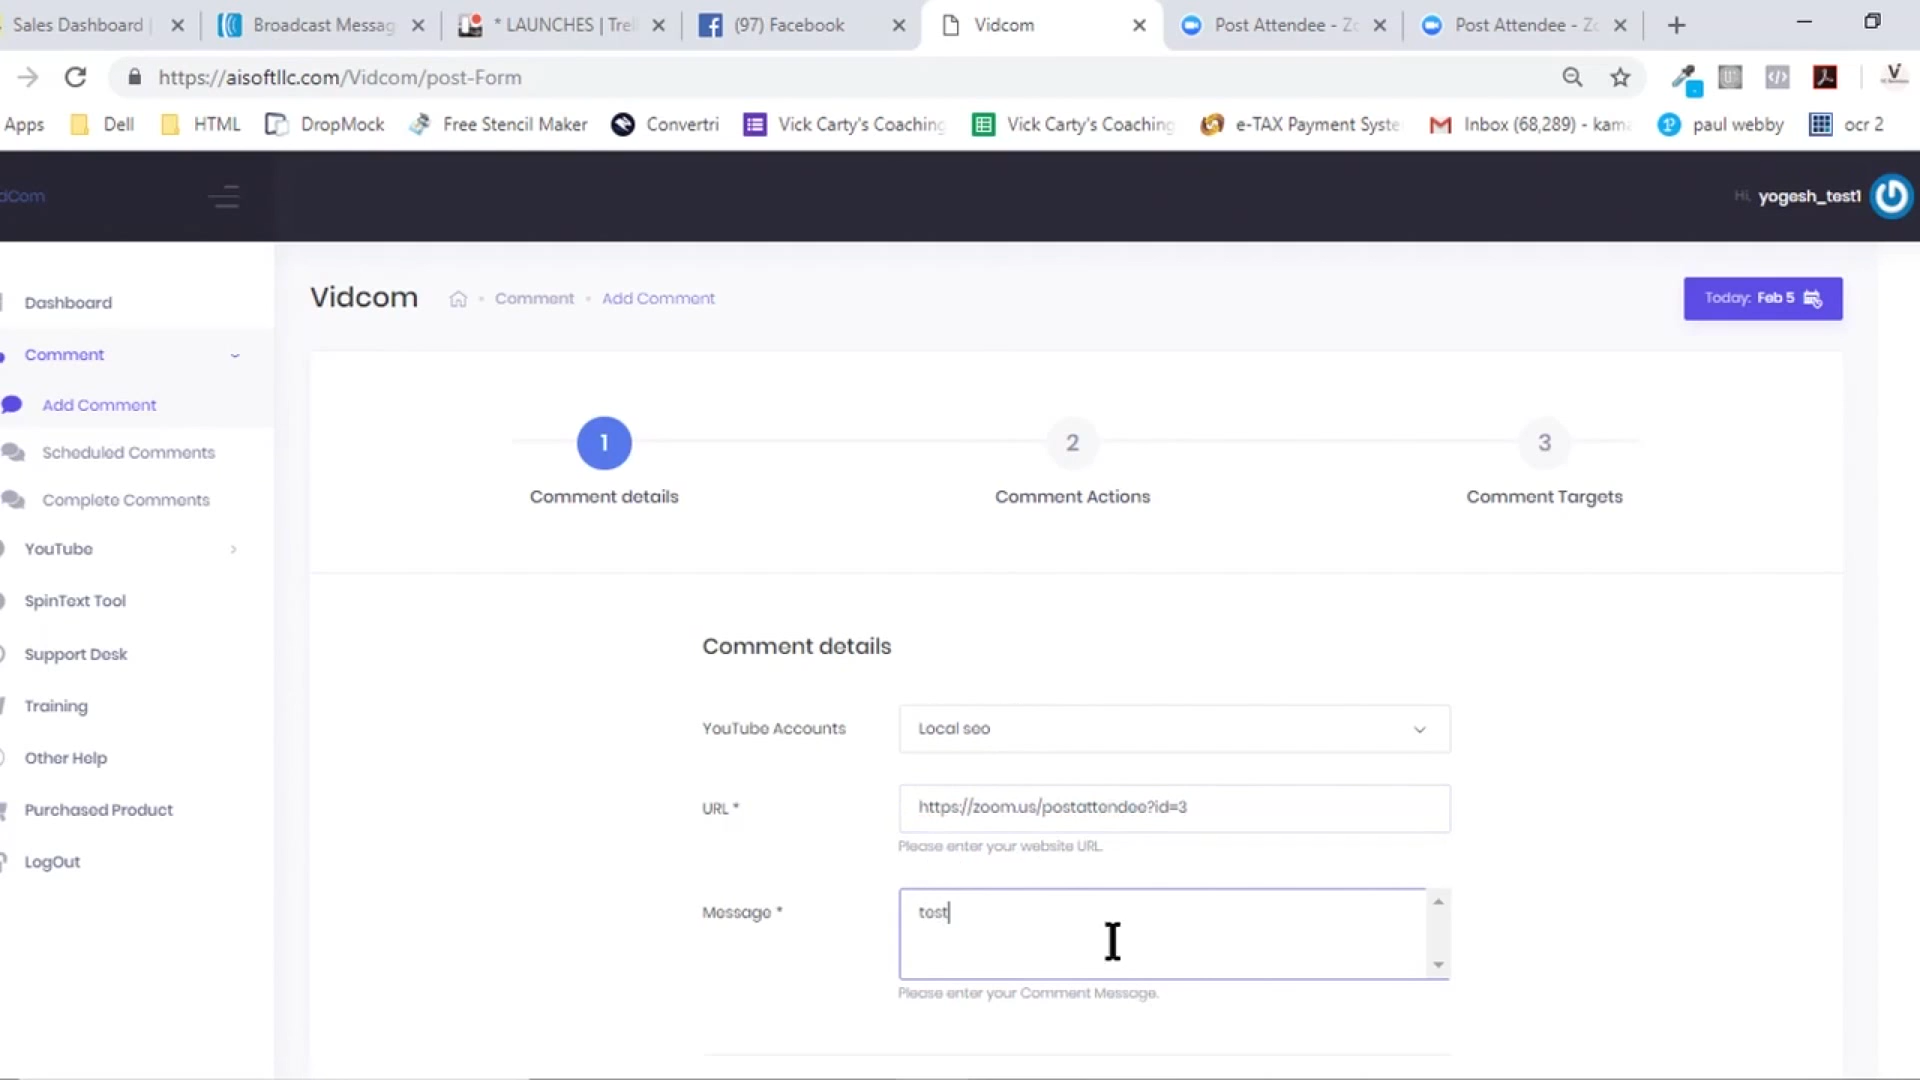 Sales Dashboard
Broadcast Messag
* LAUNCHES | Trel
(97) Facebook
Vidcom
Post Attendee - Zo
Post Attendee - Zo
https://aisoftllc.com/Vidcom/post-Form
Apps
Dell
HTML
DropMock
Free Stencil Maker
Convertri
Vick Carty's Coaching
Vick Carty's Coaching
e-TAX Payment Syste
Inbox (68,289) - kama
paul webby
ocr 2
dCom
Hi, yogesh_test1
Dashboard
Comment
Add Comment
Scheduled Comments
Complete Comments
YouTube
SpinText Tool
Support Desk
Training
Other Help
Purchased Product
LogOut
Vidcom
Comment
Add Comment
Today: Feb 5
1
2
3
Comment details
Comment Actions
Comment Targets
Comment details
YouTube Accounts
Local seo
URL *
https://zoom.us/postattendee?id=3
Please enter your website URL.
Message *
test
Please enter your Comment Message.